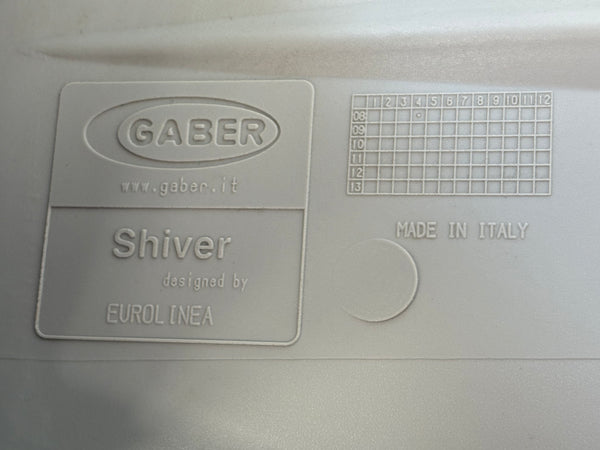 GABER
www.gaber.it
Shiver
designed by
EUROLINEA
1 2 3 4 5 6 7 8 9 10 11 12
08
09
10
11
12
13
MADE IN ITALY